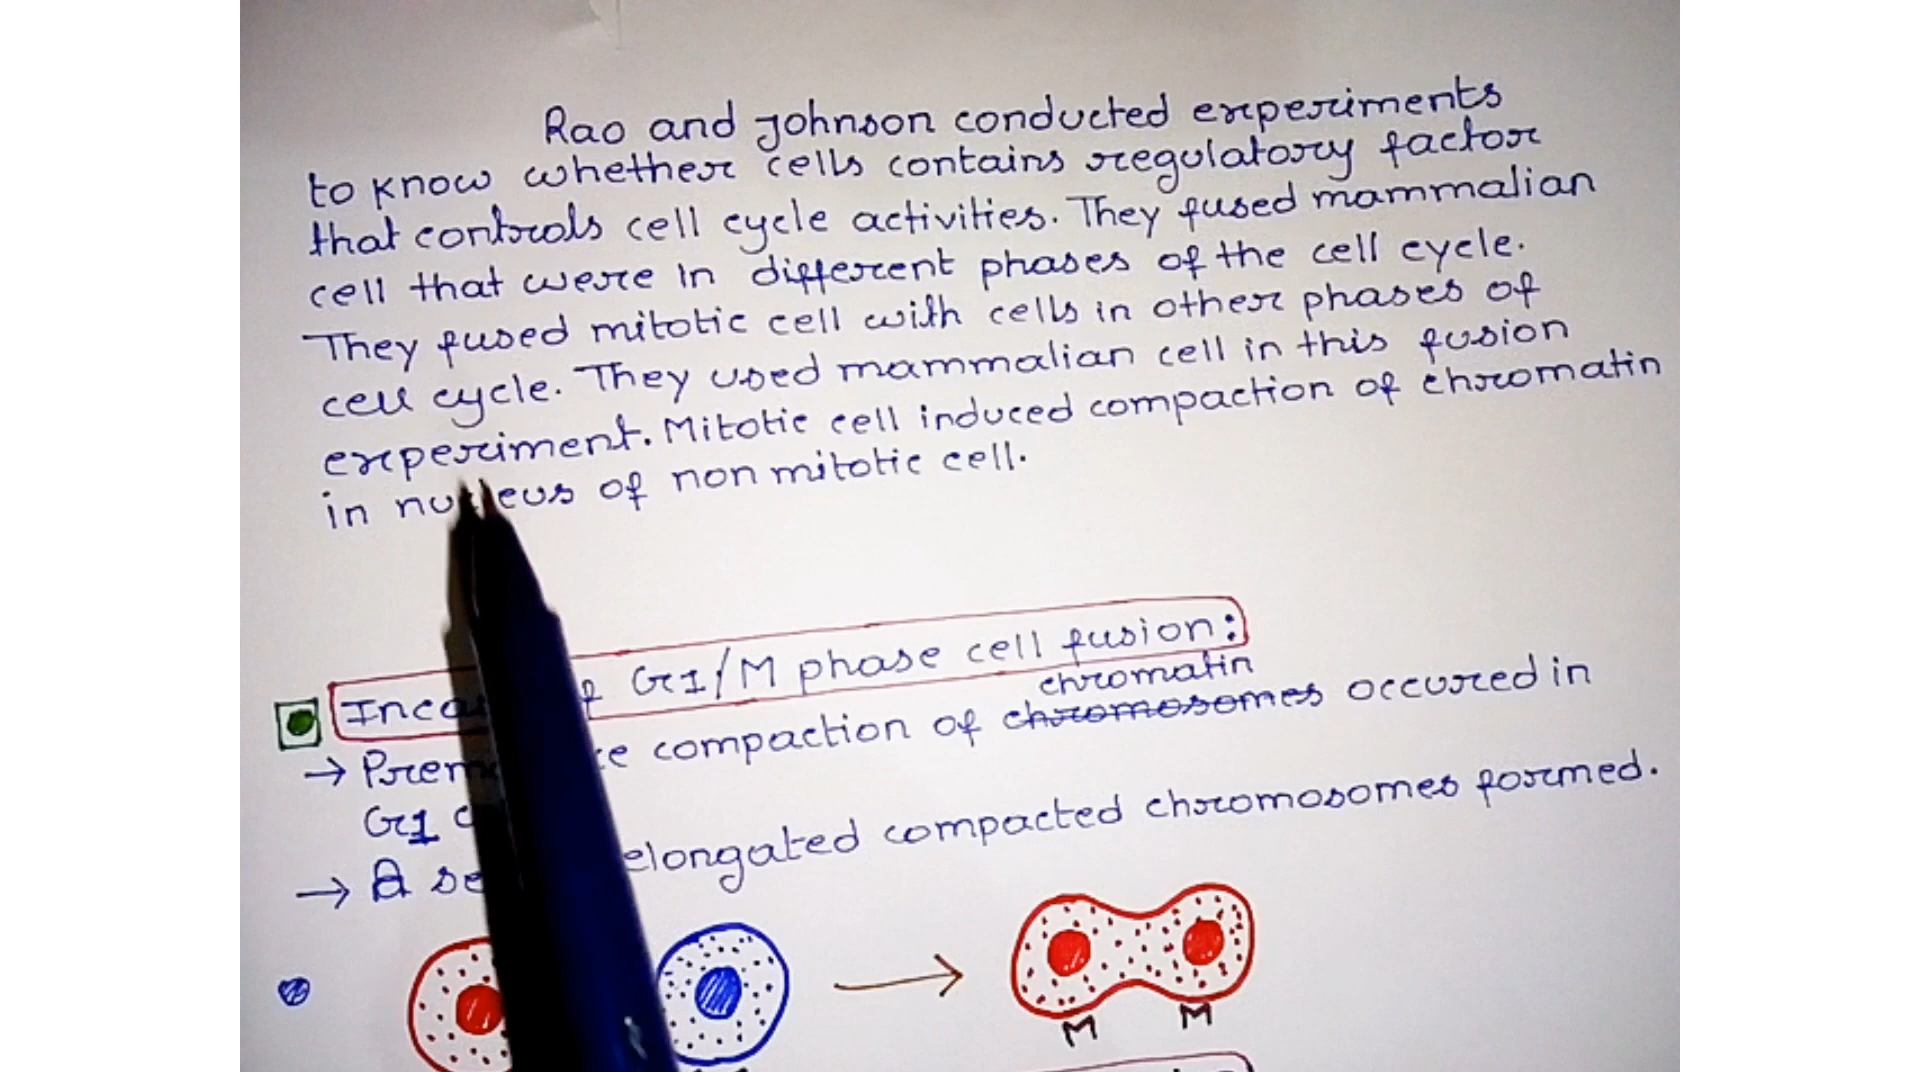 Rao and Johnson conducted experiments
to know whether cells contains regulatory factor
that controls cell cycle activities. They fused mammalian
cell that were in different phases of the cell cycle.
They fused mitotic cell with cells in other phases of
cell cycle. They used mammalian cell in this fusion
experiment. Mitotic cell induced compaction of chromatin
in nucleus of non mitotic cell.
G1/M phase cell fusion:
chromatin
→ compaction of chromosomes occured in
G1
→ A elongated compacted chromosomes formed.
M M